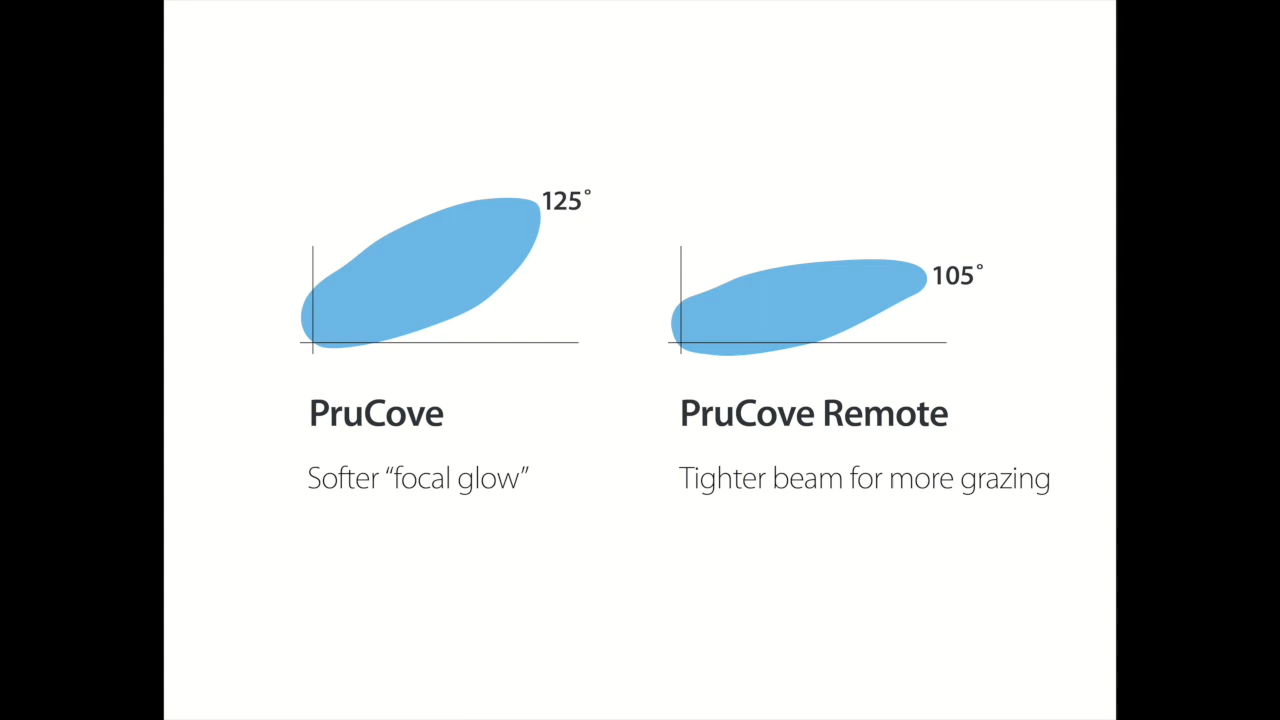 125°
105°
PruCove
PruCove Remote
Softer “focal glow”
Tighter beam for more grazing